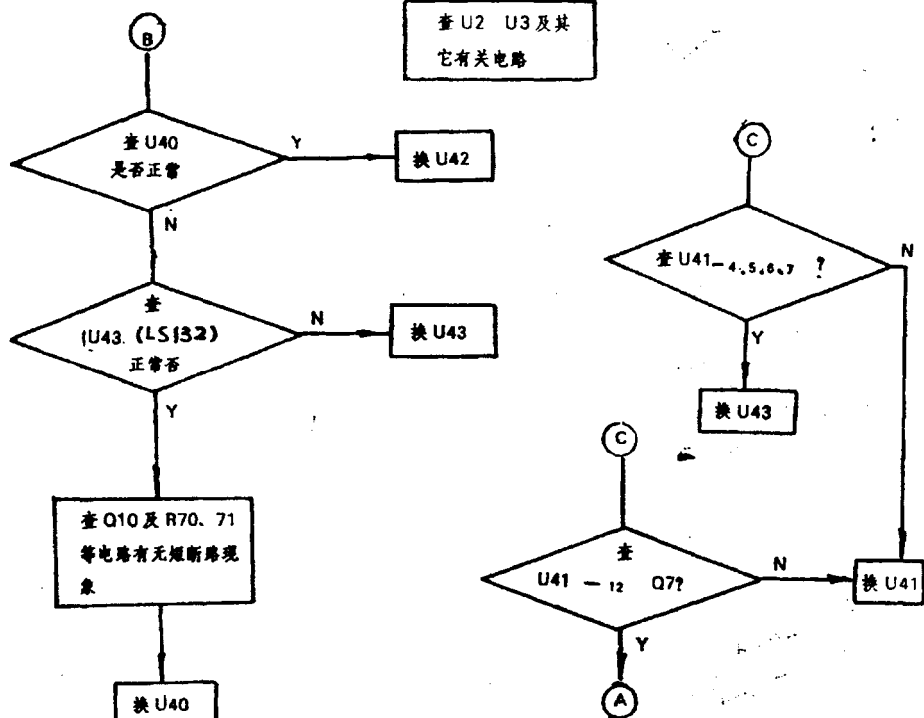 B
查U40
是否正常
Y
换U42
N
查
U43.(LS132)
正常否
N
换U43
Y
查Q10及R70、71
等电路有无短断路现
象
换U40
查U2 U3及其
它有关电路
C
查U41-4.5.6.7 ?
N
Y
换U43
C
查
U41 - 12 Q7?
N
换U41
Y
A